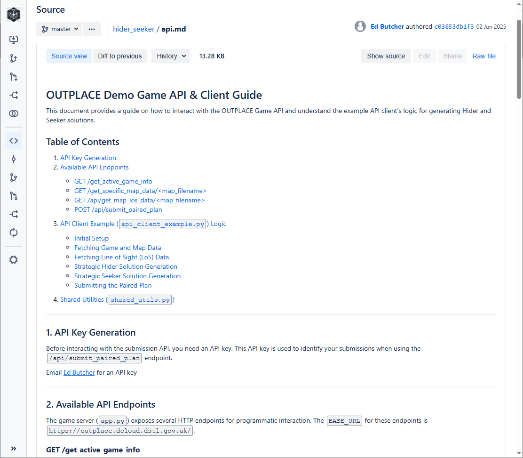 Source
master
...
hider_seeker / api.md
Ed Butcher authored c03653db1f3 02 Jun 2025
Source view
Diff to previous
History
13.28 KB
Show source
Edit
Blame
Raw file
OUTPLACE Demo Game API & Client Guide
This document provides a guide on how to interact with the OUTPLACE Game API and understand the example API client's logic for generating Hider and
Seeker solutions.
Table of Contents
1. API Key Generation
2. Available API Endpoints
GET /get_active_game_info
GET /get_specific_map_data/<map_filename>
GET /api/get_map_los_data/<map_filename>
POST /api/submit_paired_plan
3. API Client Example (api_client_example.py) Logic
Initial Setup
Fetching Game and Map Data
Fetching Line of Sight (LoS) Data
Strategic Hider Solution Generation
Strategic Seeker Solution Generation
Submitting the Paired Plan
4. Shared Utilities (shared_utils.py)
1. API Key Generation
Before interacting with the submission API, you need an API key. This API key is used to identify your submissions when using the
/api/submit_paired_plan endpoint.
Email Ed Butcher for an API key
2. Available API Endpoints
The game server (app.py) exposes several HTTP endpoints for programmatic interaction. The BASE_URL for these endpoints is
https://outplace.dcloud.dstl.gov.uk/.
GET /get_active_game_info